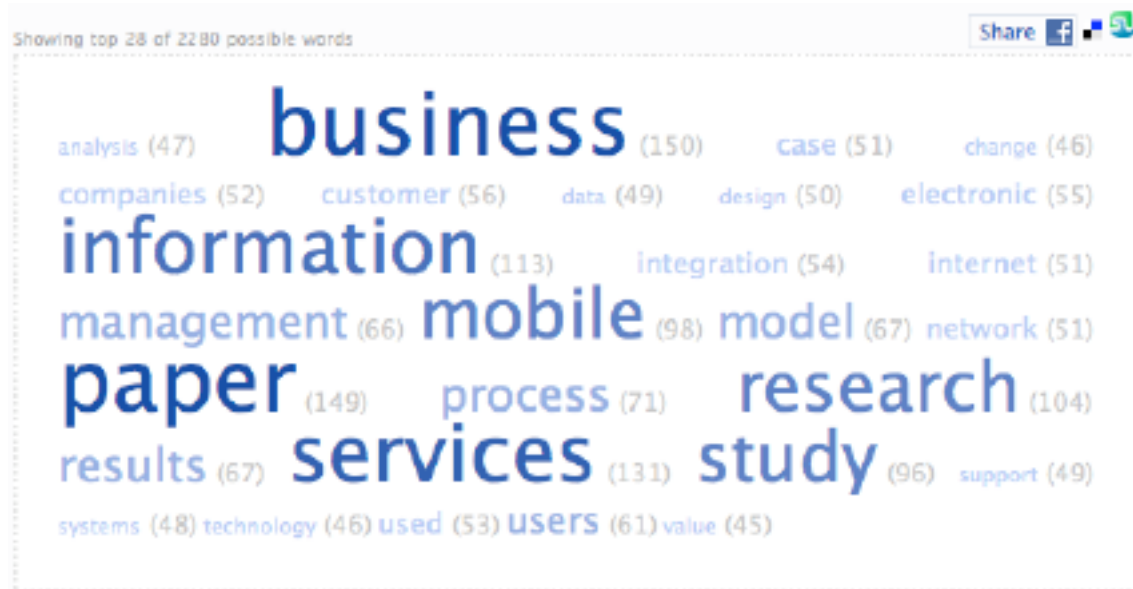 Showing top 28 of 2280 possible words
Share
analysis (47) business (150) case (51) change (46)
companies (52) customer (56) data (49) design (50) electronic (55)
information (113) integration (54) internet (51)
management (66) mobile (98) model (67) network (51)
paper (149) process (71) research (104)
results (67) services (131) study (96) support (49)
systems (48) technology (46) used (53) users (61) value (45)